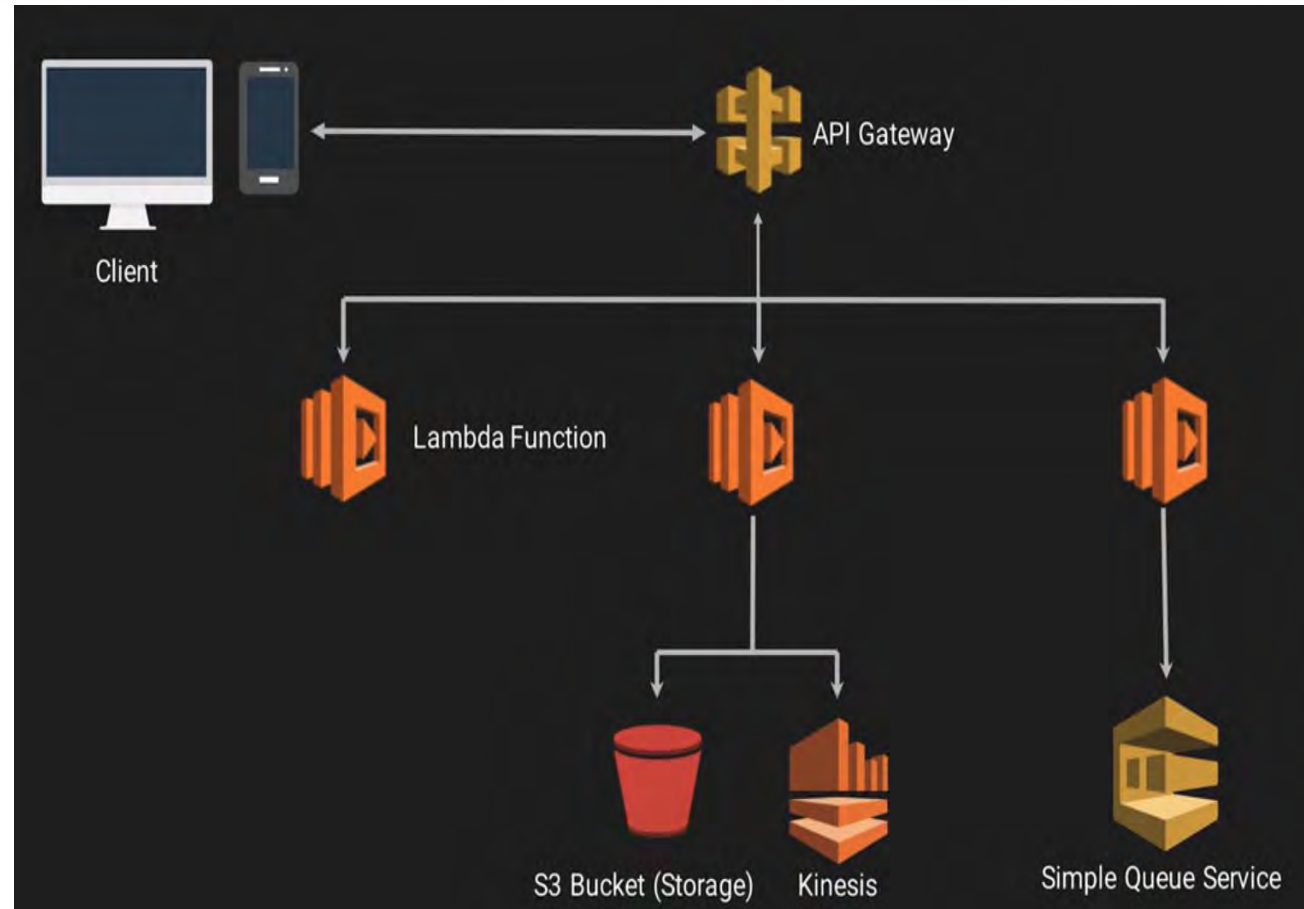 API Gateway
Client
Lambda Function
S3 Bucket (Storage)
Kinesis
Simple Queue Service